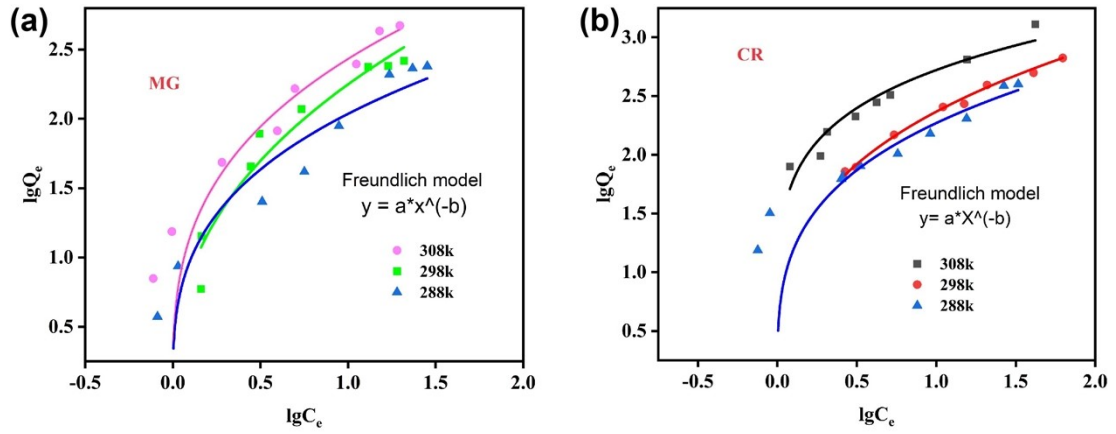 (a)
MG
Freundlich model
y = a*x^(-b)
308k
298k
288k
2.5
2.0
1.5
1.0
0.5
lgQe
-0.5
0.0
0.5
1.0
1.5
2.0
lgCe
(b)
CR
Freundlich model
y= a*X^(-b)
308k
298k
288k
3.0
2.5
2.0
1.5
1.0
0.5
lgQe
-0.5
0.0
0.5
1.0
1.5
2.0
lgCe